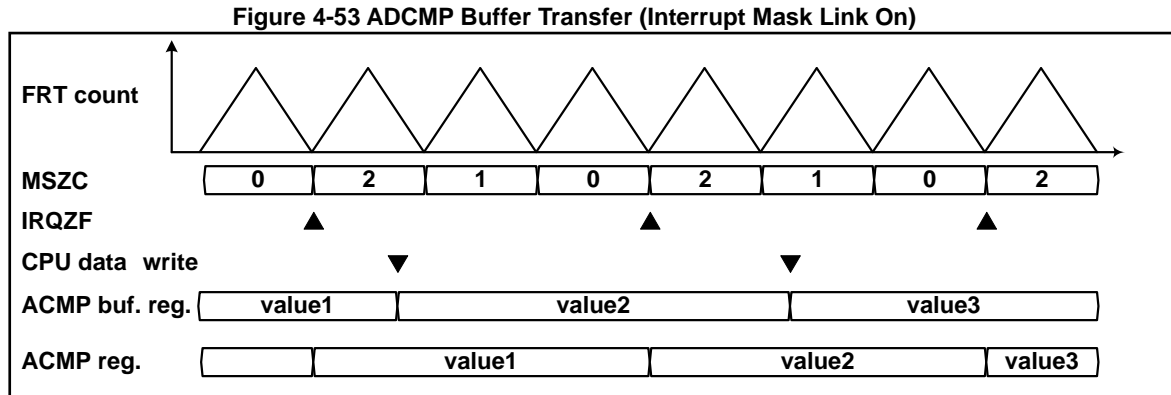 Figure 4-53 ADCMP Buffer Transfer (Interrupt Mask Link On)
FRT count
MSZC 0 2 1 0 2 1 0 2
IRQZF
CPU data write
ACMP buf. reg. value1 value2 value3
ACMP reg. value1 value2 value3